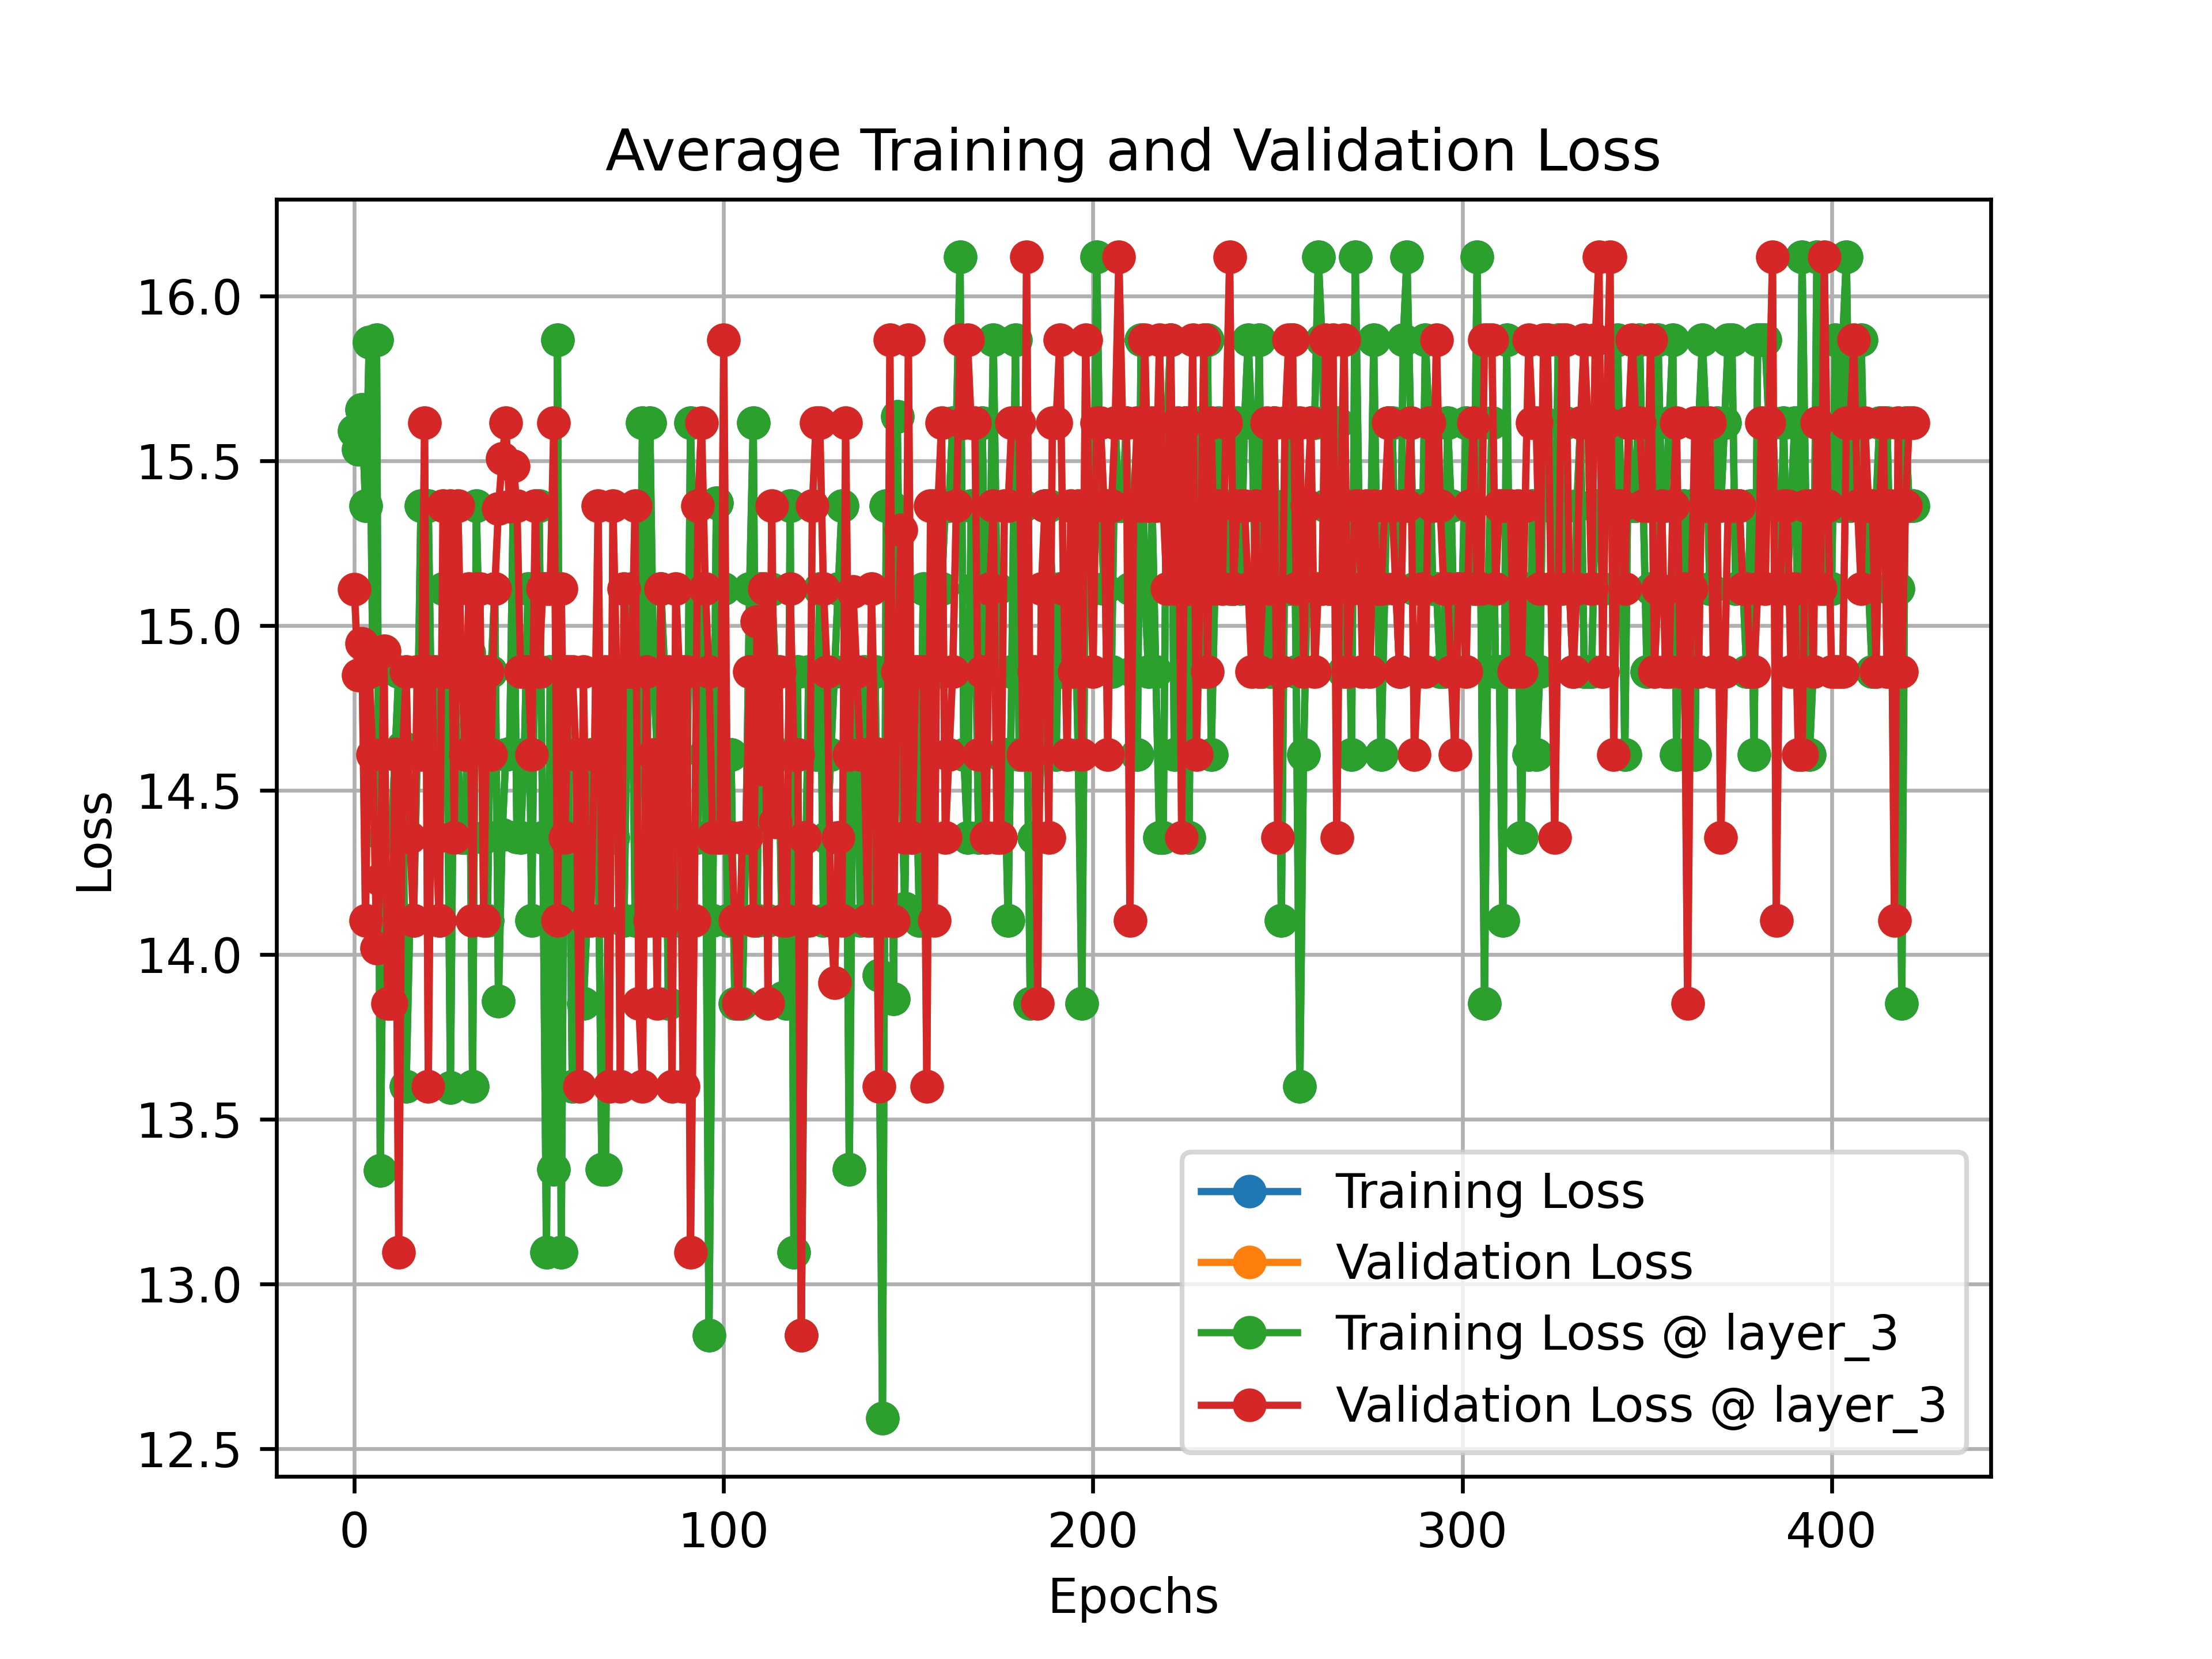 Average Training and Validation Loss
16.0
15.5
15.0
14.5
14.0
13.5
13.0
12.5
Loss
0 100 200 300 400
Epochs
Training Loss
Validation Loss
Training Loss @ layer_3
Validation Loss @ layer_3